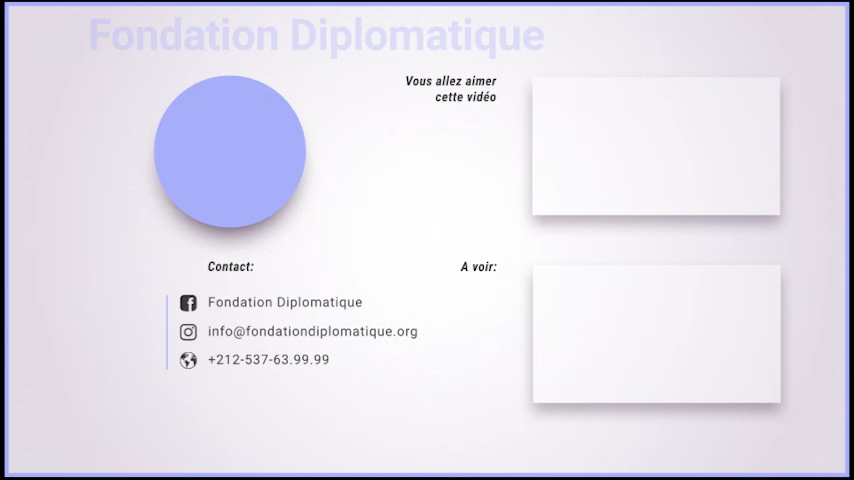 Fondation Diplomatique
Vous allez aimer
cette vidéo
Contact:
Fondation Diplomatique
info@fondationdiplomatique.org
+212-537-63.99.99
A voir: